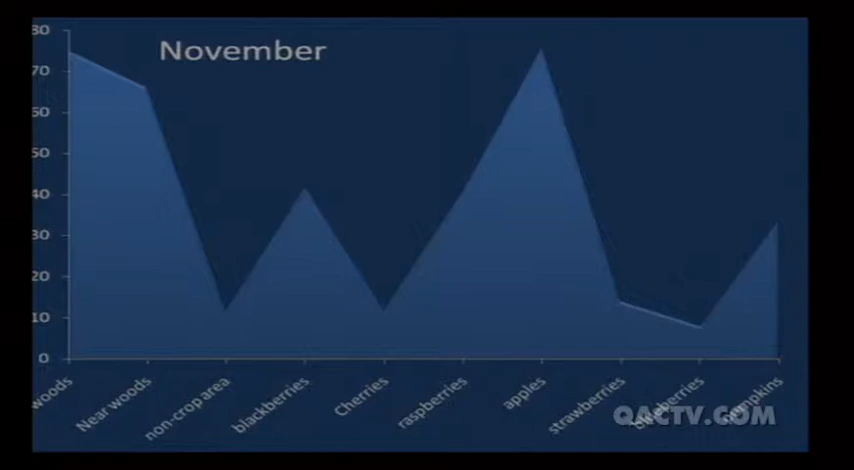 November
80
70
60
50
40
30
20
10
0
woods
Near woods
non-crop area
blackberries
Cherries
raspberries
apples
strawberries
blueberries
pumpkins
QACTV.COM